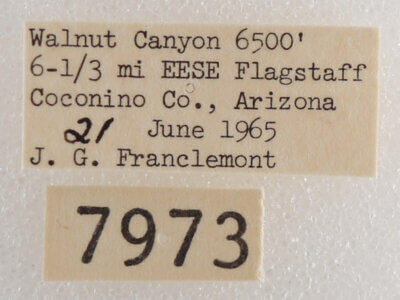 Walnut Canyon 6500'
6-1/3 mi EESE Flagstaff
Coconino Co., Arizona
21 June 1965
J. G. Franclemont
7973